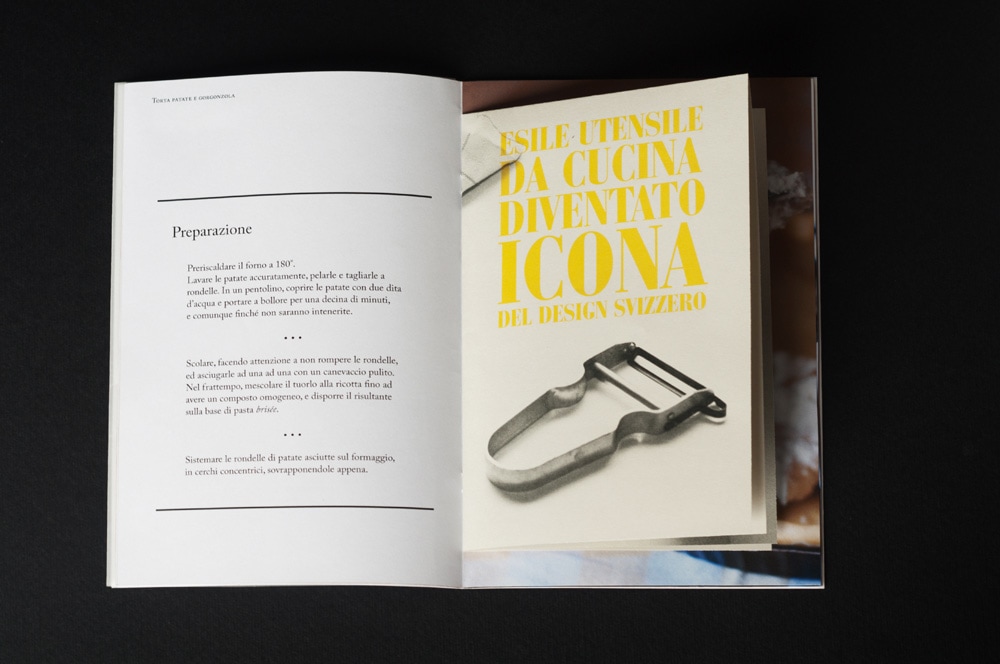 Torta patate e gorgonzola
Preparazione
Preriscaldare il forno a 180°.
Lavare le patate accuratamente, pelarle e tagliarle a
rondelle. In un pentolino, coprire le patate con due dita
d'acqua e portare a bollore per una decina di minuti,
e comunque finché non saranno intenerite.
• • •
Scolare, facendo attenzione a non rompere le rondelle,
ed asciugarle ad una ad una con un canevaccio pulito.
Nel frattempo, mescolare il tuorlo alla ricotta fino ad
avere un composto omogeneo, e disporre il risultante
sulla base di pasta brisée.
• • •
Sistemare le rondelle di patate asciutte sul formaggio,
in cerchi concentrici, sovrapponendole appena.
ESILE UTENSILE
DA CUCINA
DIVENTATO
ICONA
DEL DESIGN SVIZZERO